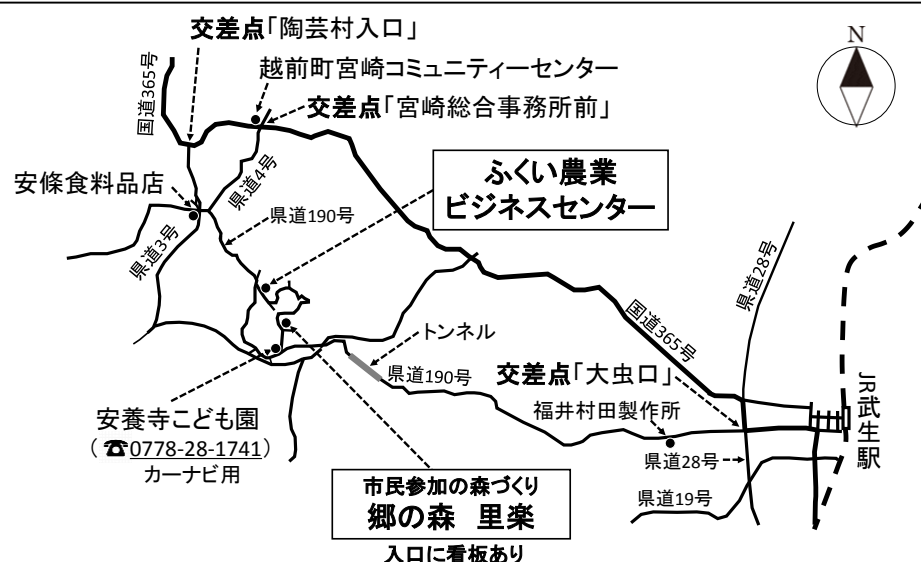 交差点「陶芸村入口」
N
国道365号
越前町宮崎コミュニティーセンター
交差点「宮崎総合事務所前」
県道4号
ふくい農業
ビジネスセンター
安條食料品店
県道190号
県道3号
県道28号
国道365号
トンネル
県道190号
交差点「大虫口」
JR武生駅
福井村田製作所
安養寺こども園
(☎0778-28-1741)
カーナビ用
県道28号
県道19号
市民参加の森づくり
郷の森 里楽
入口に看板あり